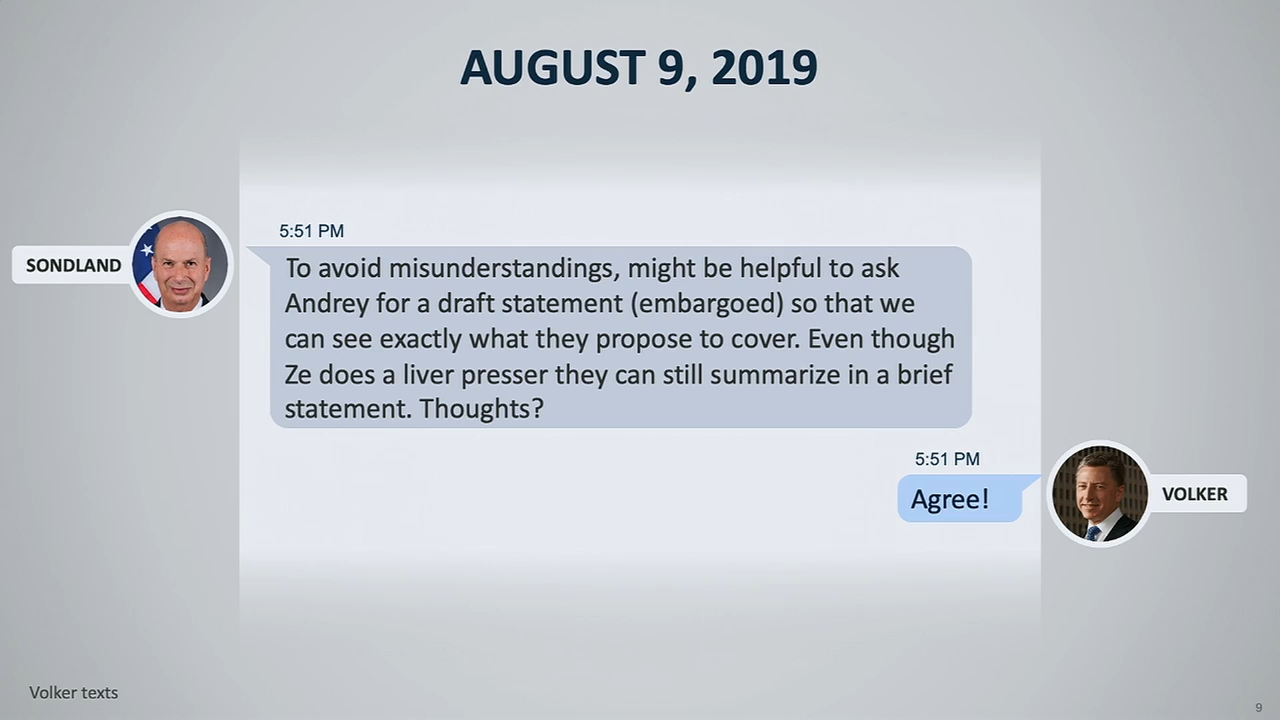 AUGUST 9, 2019
5:51 PM
SONDLAND
To avoid misunderstandings, might be helpful to ask
Andrey for a draft statement (embargoed) so that we
can see exactly what they propose to cover. Even though
Ze does a liver presser they can still summarize in a brief
statement. Thoughts?
5:51 PM
Agree!
VOLKER
Volker texts
9